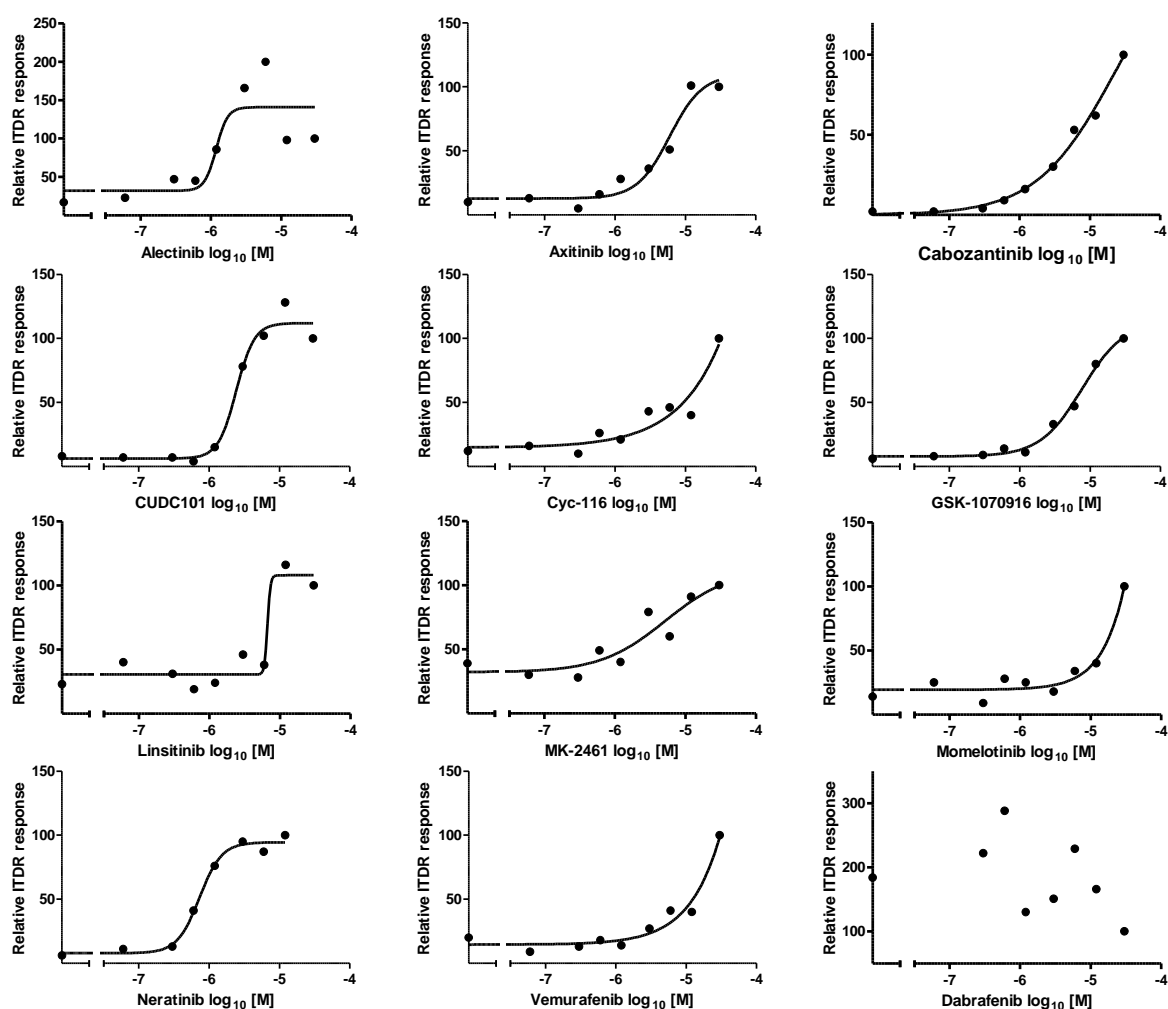 Relative ITDR response
250
200
150
100
50
-7 -6 -5 -4
Alectinib log10 [M]
Relative ITDR response
150
100
50
-7 -6 -5 -4
Axitinib log10 [M]
Relative ITDR response
100
50
-7 -6 -5 -4
Cabozantinib log10 [M]
Relative ITDR response
150
100
50
-7 -6 -5 -4
CUDC101 log10 [M]
Relative ITDR response
150
100
50
-7 -6 -5 -4
Cyc-116 log10 [M]
Relative ITDR response
150
100
50
-7 -6 -5 -4
GSK-1070916 log10 [M]
Relative ITDR response
150
100
50
-7 -6 -5 -4
Linsitinib log10 [M]
Relative ITDR response
150
100
50
-7 -6 -5 -4
MK-2461 log10 [M]
Relative ITDR response
150
100
50
-7 -6 -5 -4
Momelotinib log10 [M]
Relative ITDR response
150
100
50
-7 -6 -5 -4
Neratinib log10 [M]
Relative ITDR response
150
100
50
-7 -6 -5 -4
Vemurafenib log10 [M]
Relative ITDR response
300
200
100
-7 -6 -5 -4
Dabrafenib log10 [M]